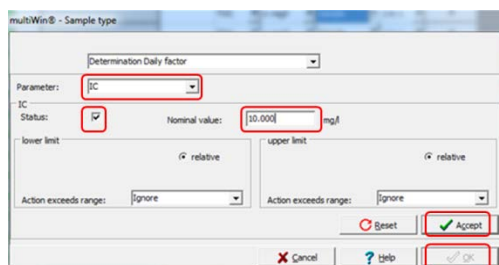 multiWin® - Sample type
Determination Daily factor
Parameter: IC
IC
Status: Nominal value: 10.000 mg/l
lower limit upper limit
relative relative
Action exceeds range: Ignore Action exceeds range: Ignore
Reset Accept
Cancel Help OK